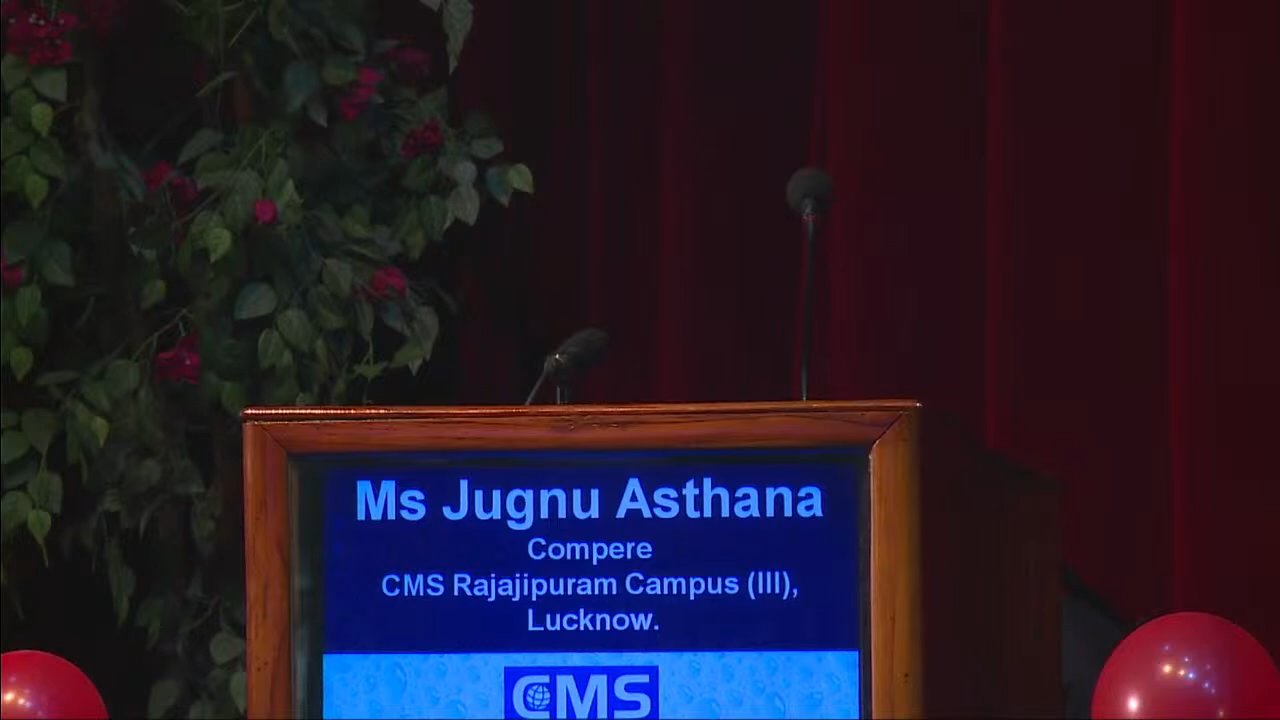 Ms Jugnu Asthana
Compere
CMS Rajajipuram Campus (III),
Lucknow.
CMS